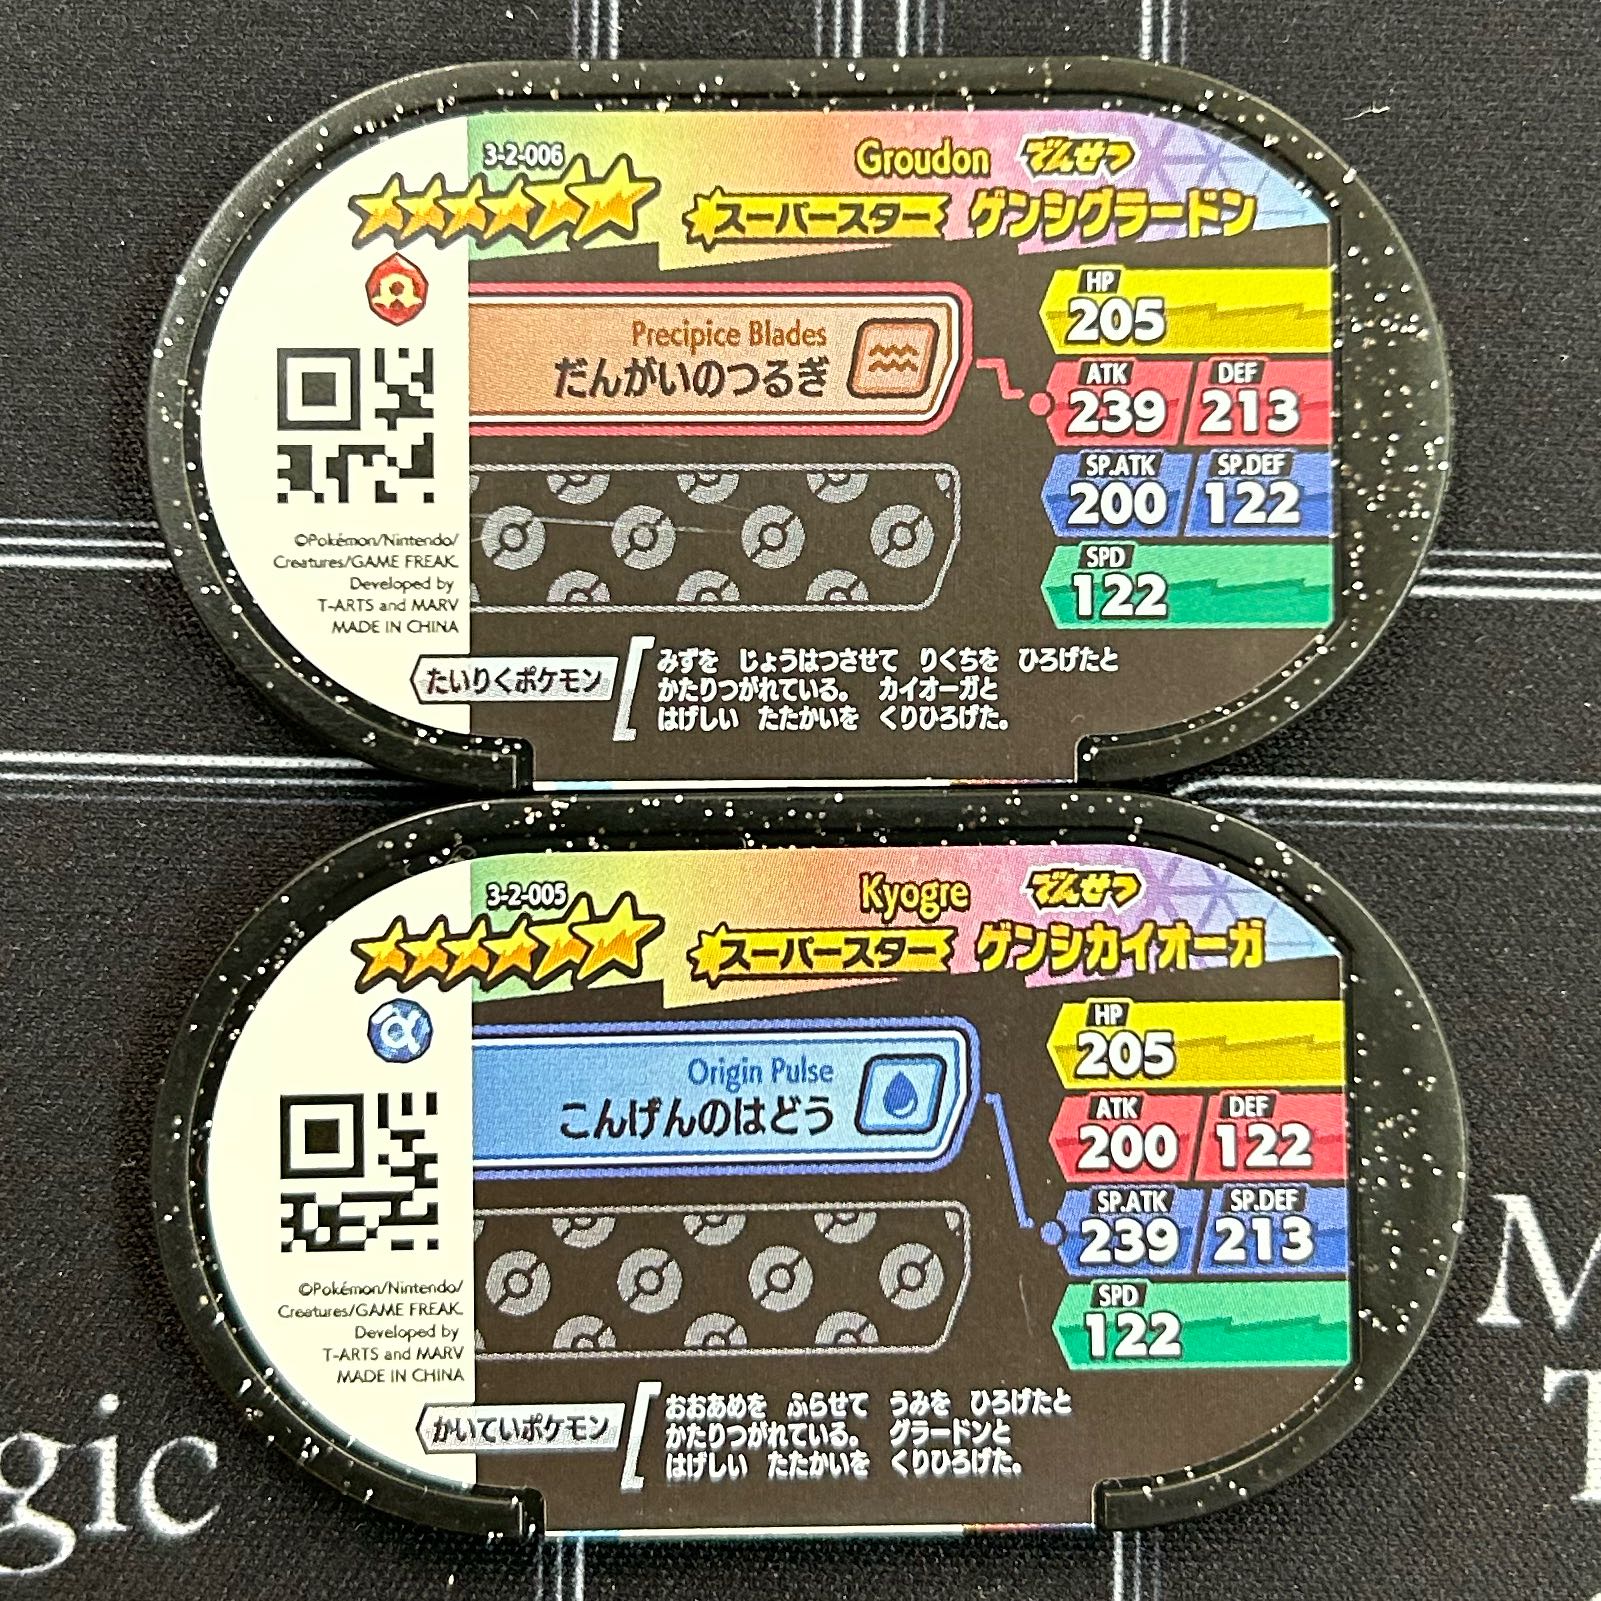 3-2-006
Groudon でんせつ
スーパースター ゲンシグラードン
HP
205
Precipice Blades
だんがいのつるぎ
ATK DEF
239 213
SP.ATK SP.DEF
200 122
SPD
122
©Pokémon/Nintendo/
Creatures/GAME FREAK.
Developed by
T-ARTS and MARV
MADE IN CHINA
たいりくポケモン
みずを じょうはつさせて りくちを ひろげたと
かたりつがれている。 カイオーガと
はげしい たたかいを くりひろげた。
3-2-005
Kyogre でんせつ
スーパースター ゲンシカイオーガ
α
HP
205
Origin Pulse
こんげんのはどう
ATK DEF
200 122
SP.ATK SP.DEF
239 213
SPD
122
©Pokémon/Nintendo/
Creatures/GAME FREAK.
Developed by
T-ARTS and MARV
MADE IN CHINA
かいていポケモン
おおあめを ふらせて うみを ひろげたと
かたりつがれている。 グラードンと
はげしい たたかいを くりひろげた。
gic
M
T